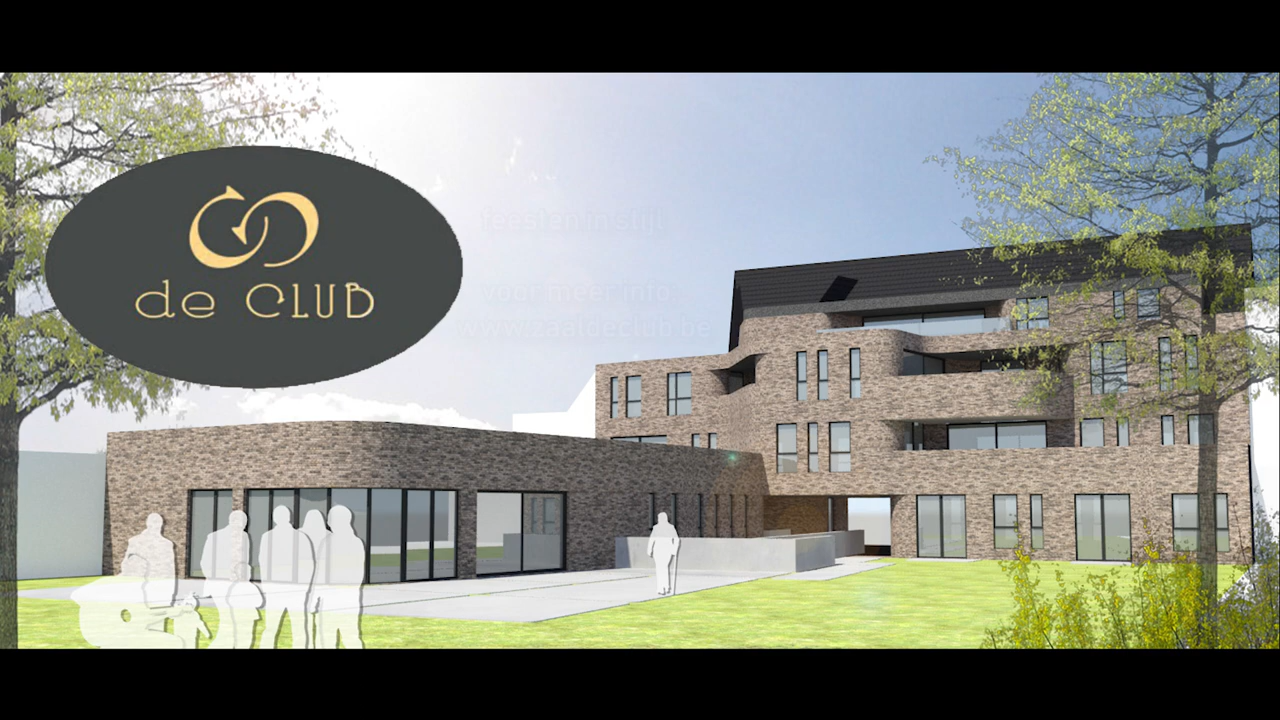 de CLUB
feesten in stijl
voor meer info
www.zaaldeclub.be